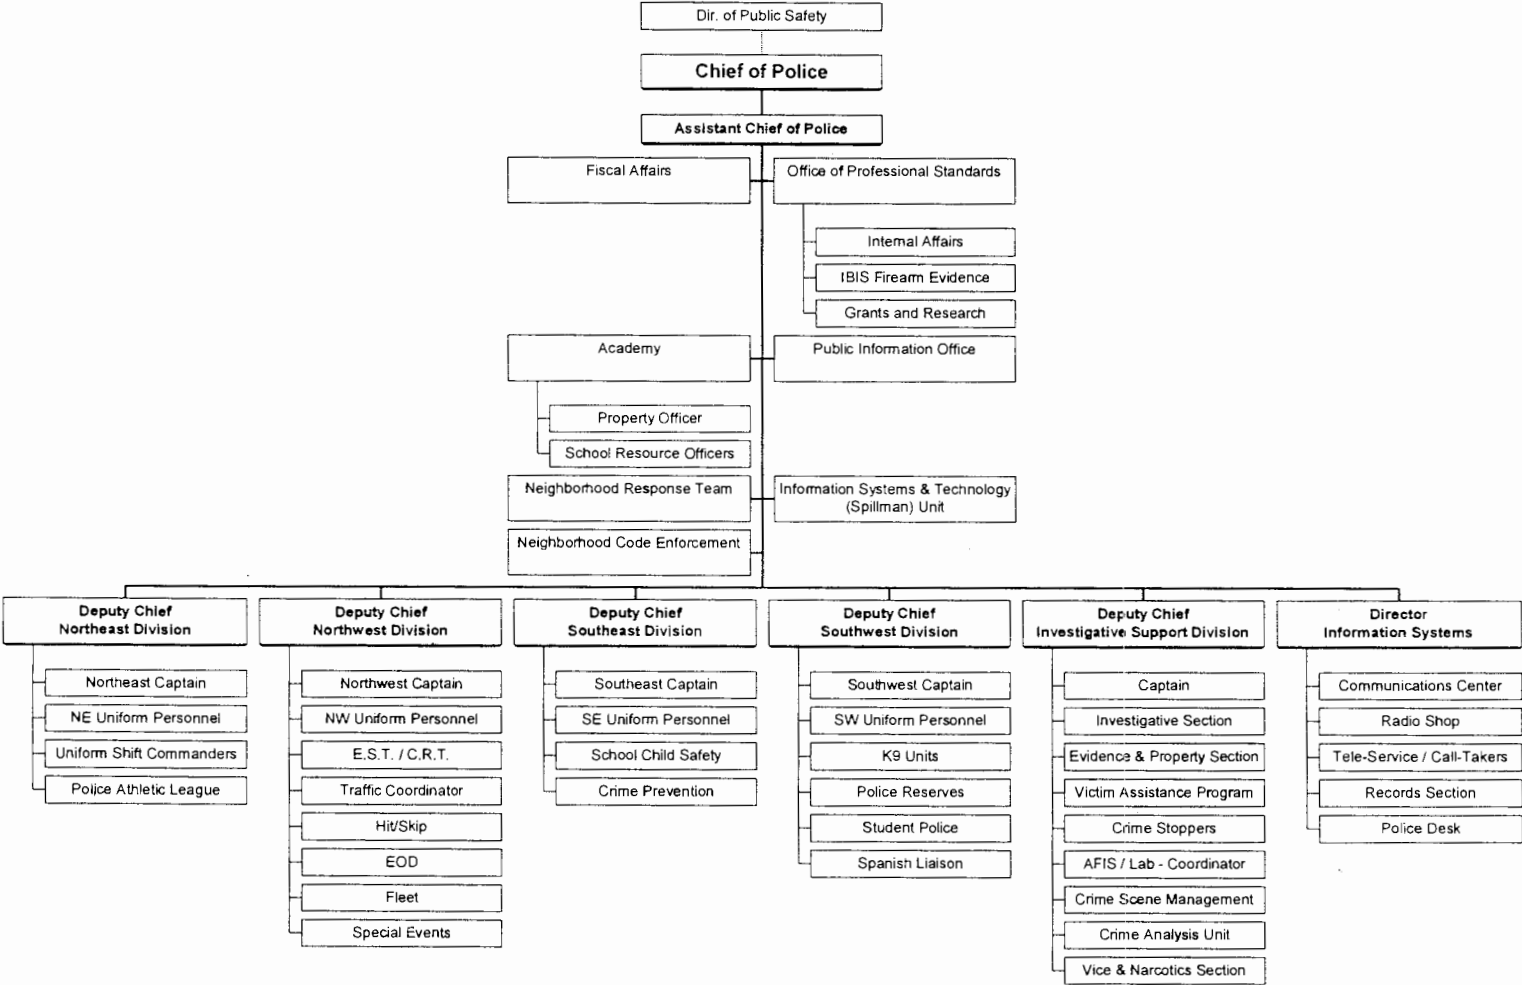 Dir. of Public Safety
Chief of Police
Assistant Chief of Police
Fiscal Affairs
Office of Professional Standards
Internal Affairs
IBIS Firearm Evidence
Grants and Research
Academy
Public Information Office
Property Officer
School Resource Officers
Neighborhood Response Team
Information Systems & Technology
(Spillman) Unit
Neighborhood Code Enforcement
Deputy Chief
Northeast Division
Northeast Captain
NE Uniform Personnel
Uniform Shift Commanders
Police Athletic League
Deputy Chief
Northwest Division
Northwest Captain
NW Uniform Personnel
E.S.T. / C.R.T.
Traffic Coordinator
Hit/Skip
EOD
Fleet
Special Events
Deputy Chief
Southeast Division
Southeast Captain
SE Uniform Personnel
School Child Safety
Crime Prevention
Deputy Chief
Southwest Division
Southwest Captain
SW Uniform Personnel
K9 Units
Police Reserves
Student Police
Spanish Liaison
Deputy Chief
Investigative Support Division
Captain
Investigative Section
Evidence & Property Section
Victim Assistance Program
Crime Stoppers
AFIS / Lab - Coordinator
Crime Scene Management
Crime Analysis Unit
Vice & Narcotics Section
Director
Information Systems
Communications Center
Radio Shop
Tele-Service / Call-Takers
Records Section
Police Desk